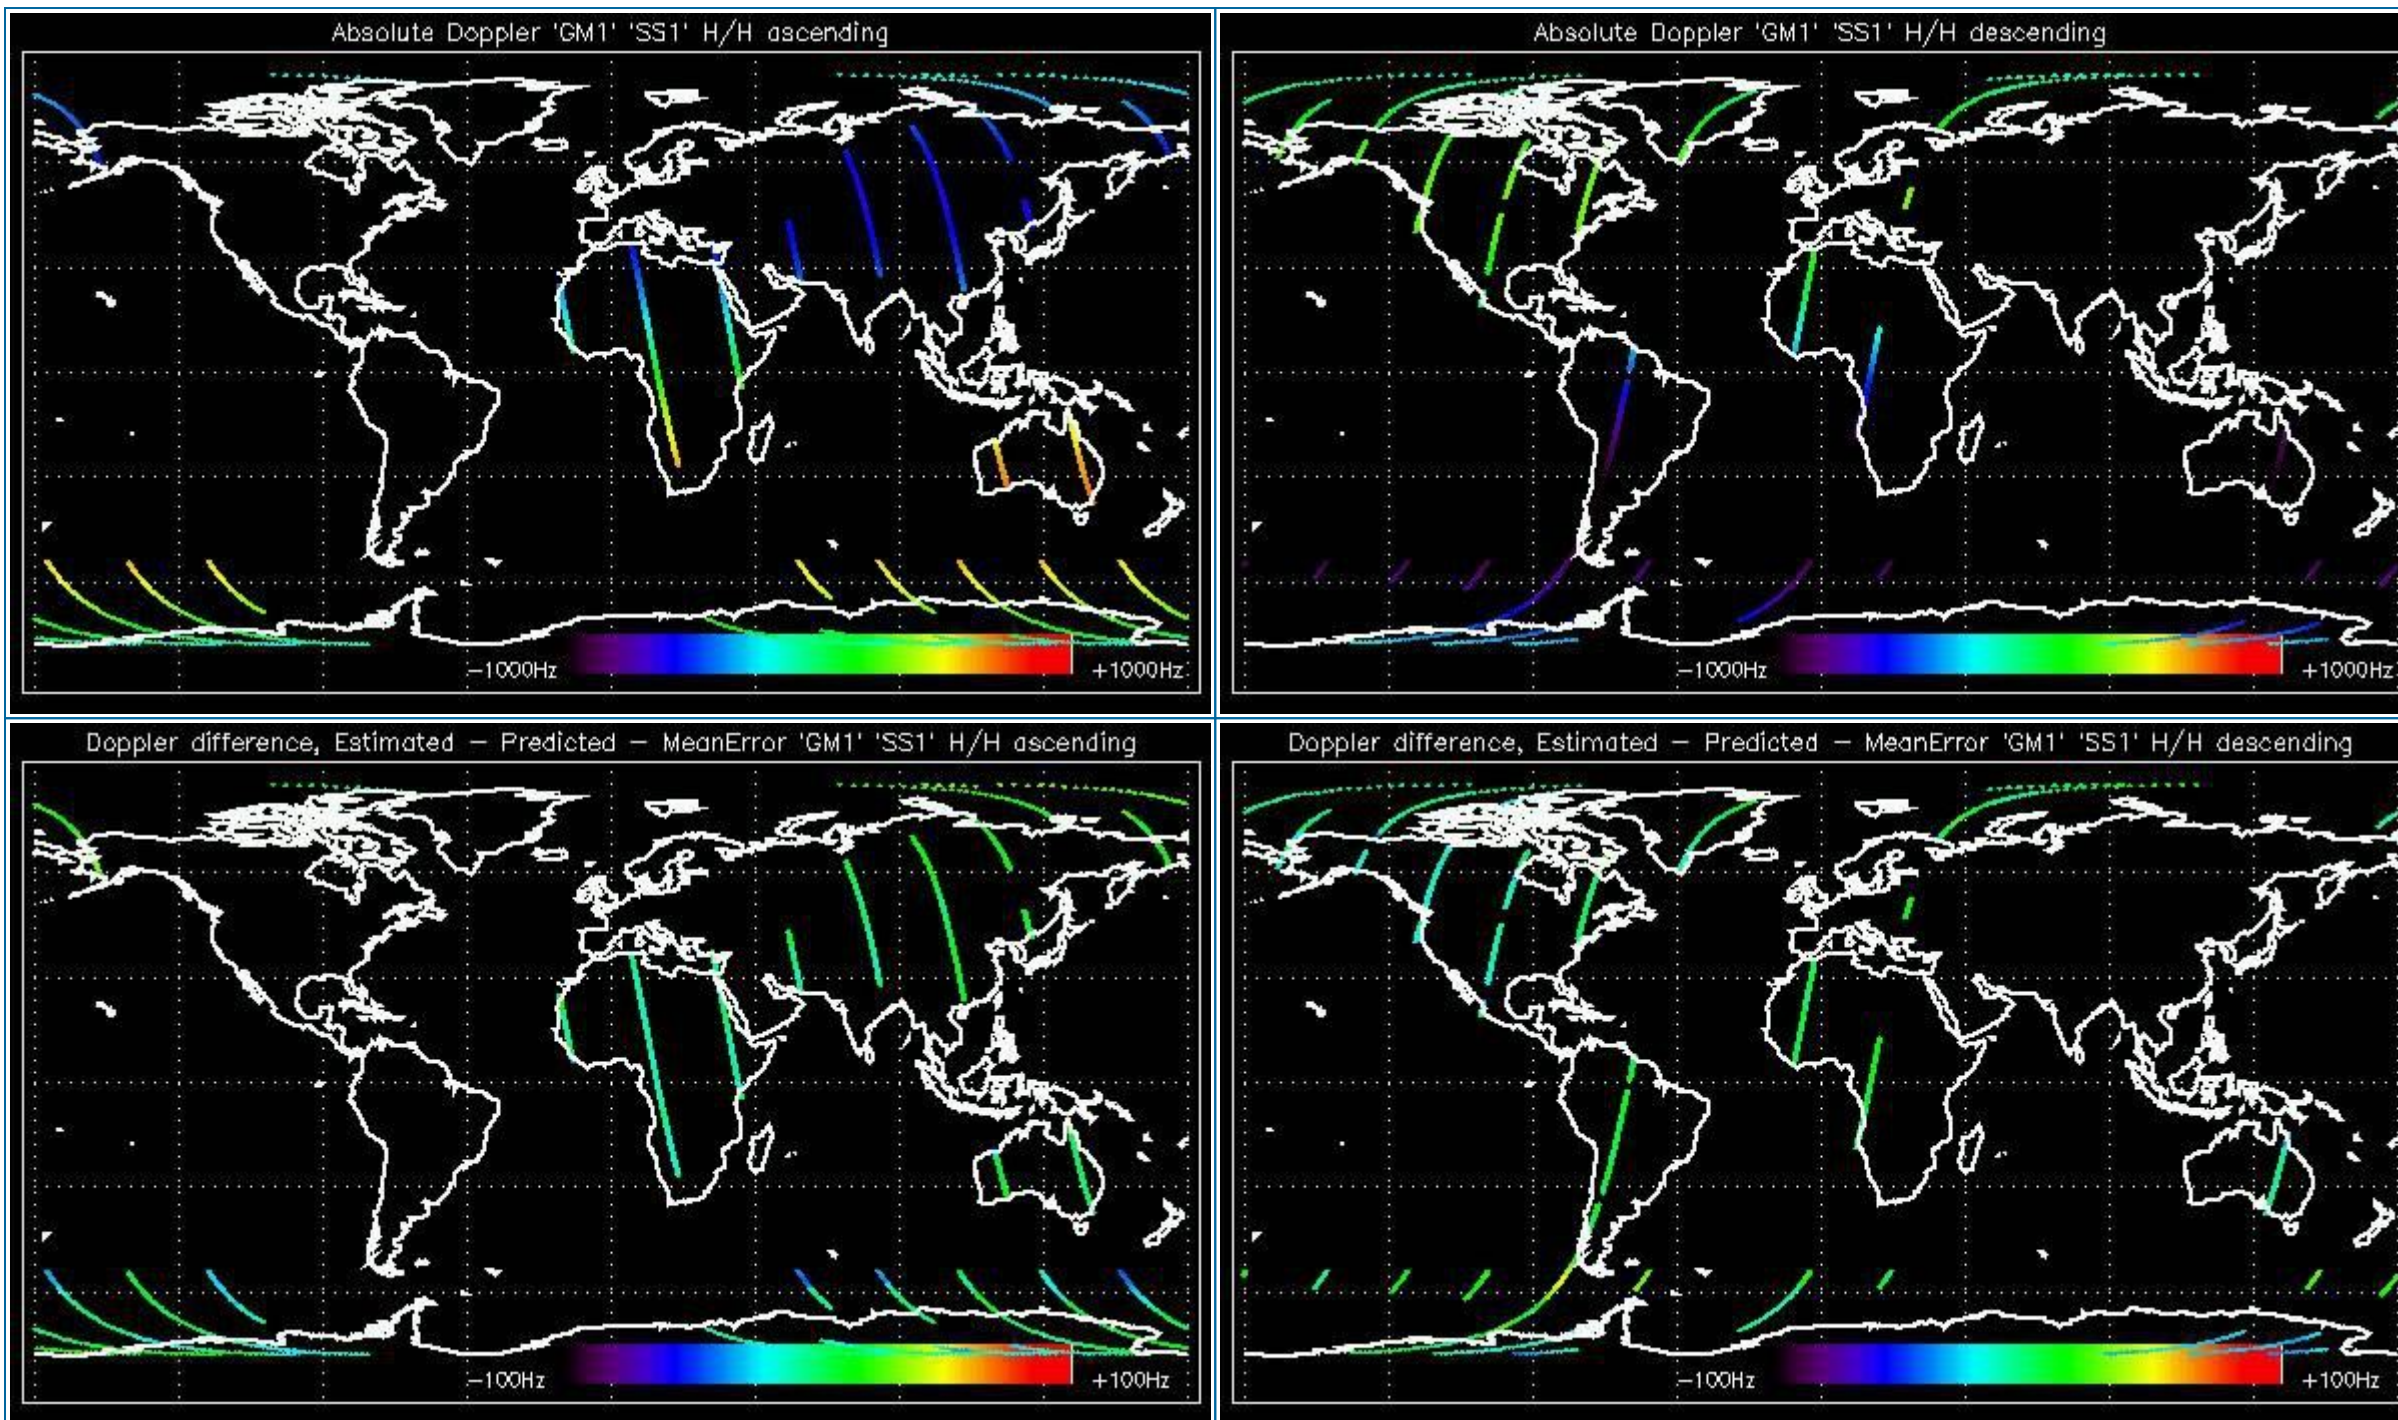 Absolute Doppler 'GM1' 'SS1' H/H ascending
-1000Hz
+1000Hz
Absolute Doppler 'GM1' 'SS1' H/H descending
-1000Hz
+1000Hz
Doppler difference, Estimated - Predicted - MeanError 'GM1' 'SS1' H/H ascending
-100Hz
+100Hz
Doppler difference, Estimated - Predicted - MeanError 'GM1' 'SS1' H/H descending
-100Hz
+100Hz